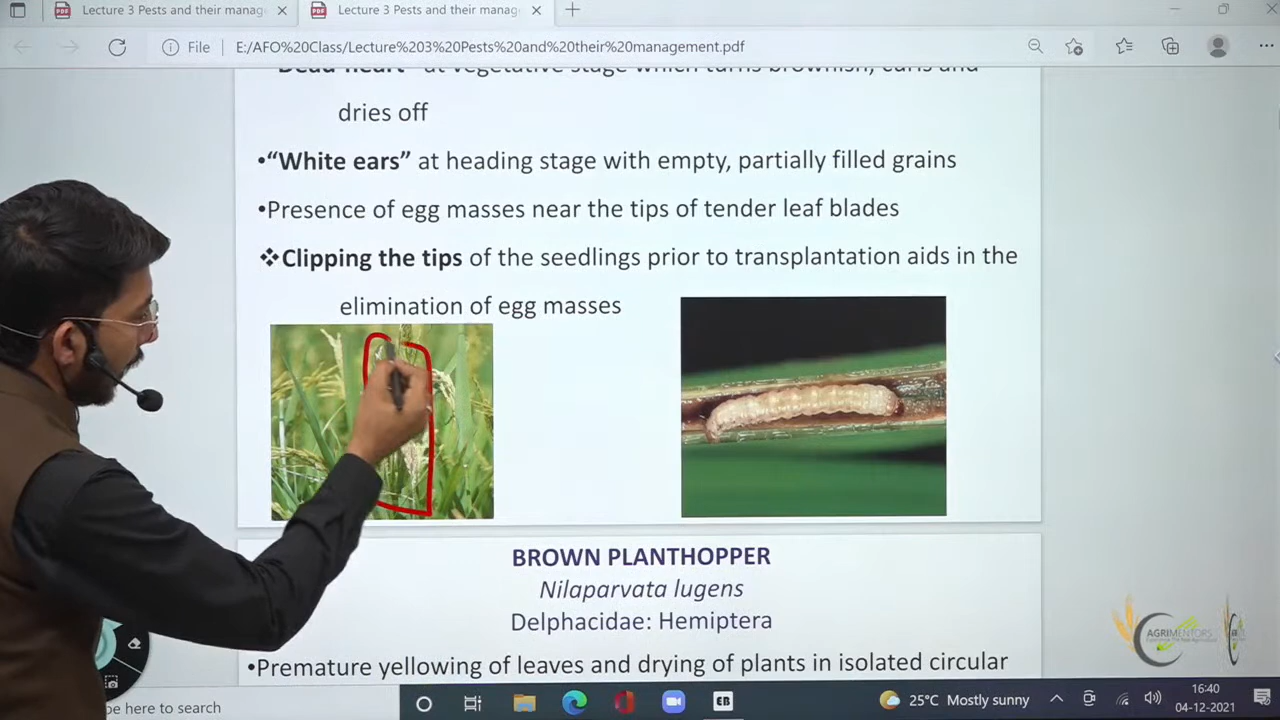 Lecture 3 Pests and their manag
Lecture 3 Pests and their manag
File
E:/AFO%20Class/Lecture%203%20Pests%20and%20their%20management.pdf
"Dead heart" at vegetative stage which turns brownish, curls and
dries off
•“White ears” at heading stage with empty, partially filled grains
•Presence of egg masses near the tips of tender leaf blades
❖Clipping the tips of the seedlings prior to transplantation aids in the
elimination of egg masses
BROWN PLANTHOPPER
Nilaparvata lugens
Delphacidae: Hemiptera
•Premature yellowing of leaves and drying of plants in isolated circular
AGRIMENTORS
pe here to search
EB
25°C Mostly sunny
16:40
04-12-2021